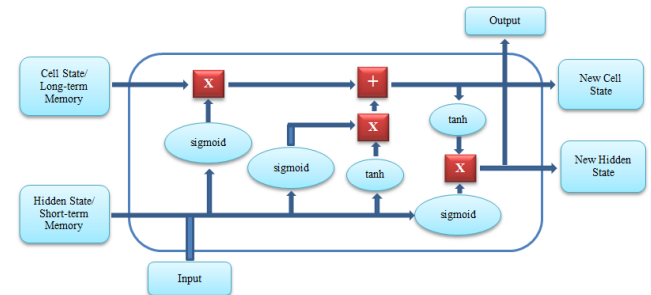 Output
Cell State/
Long-term
Memory
X
+
New Cell
State
tanh
sigmoid
X
sigmoid
tanh
X
New Hidden
State
Hidden State/
Short-term
Memory
sigmoid
Input